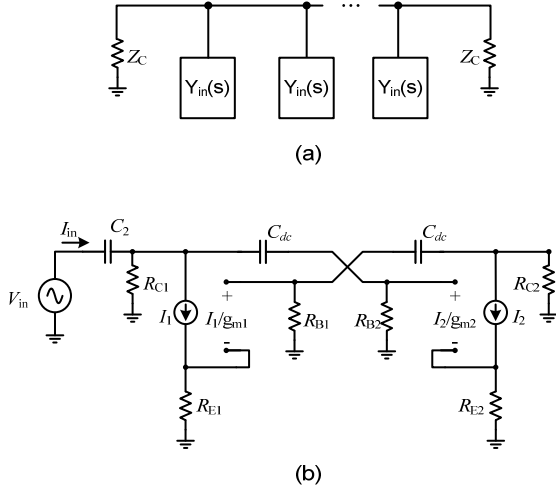 ...
Z_C Y_in(s) Y_in(s) Y_in(s) Z_C
(a)
I_in C_2 C_dc C_dc
V_in R_C1 I_1 + I_1/g_m1 - R_B1 R_B2 + I_2/g_m2 - I_2 R_C2
R_E1 R_E2
(b)